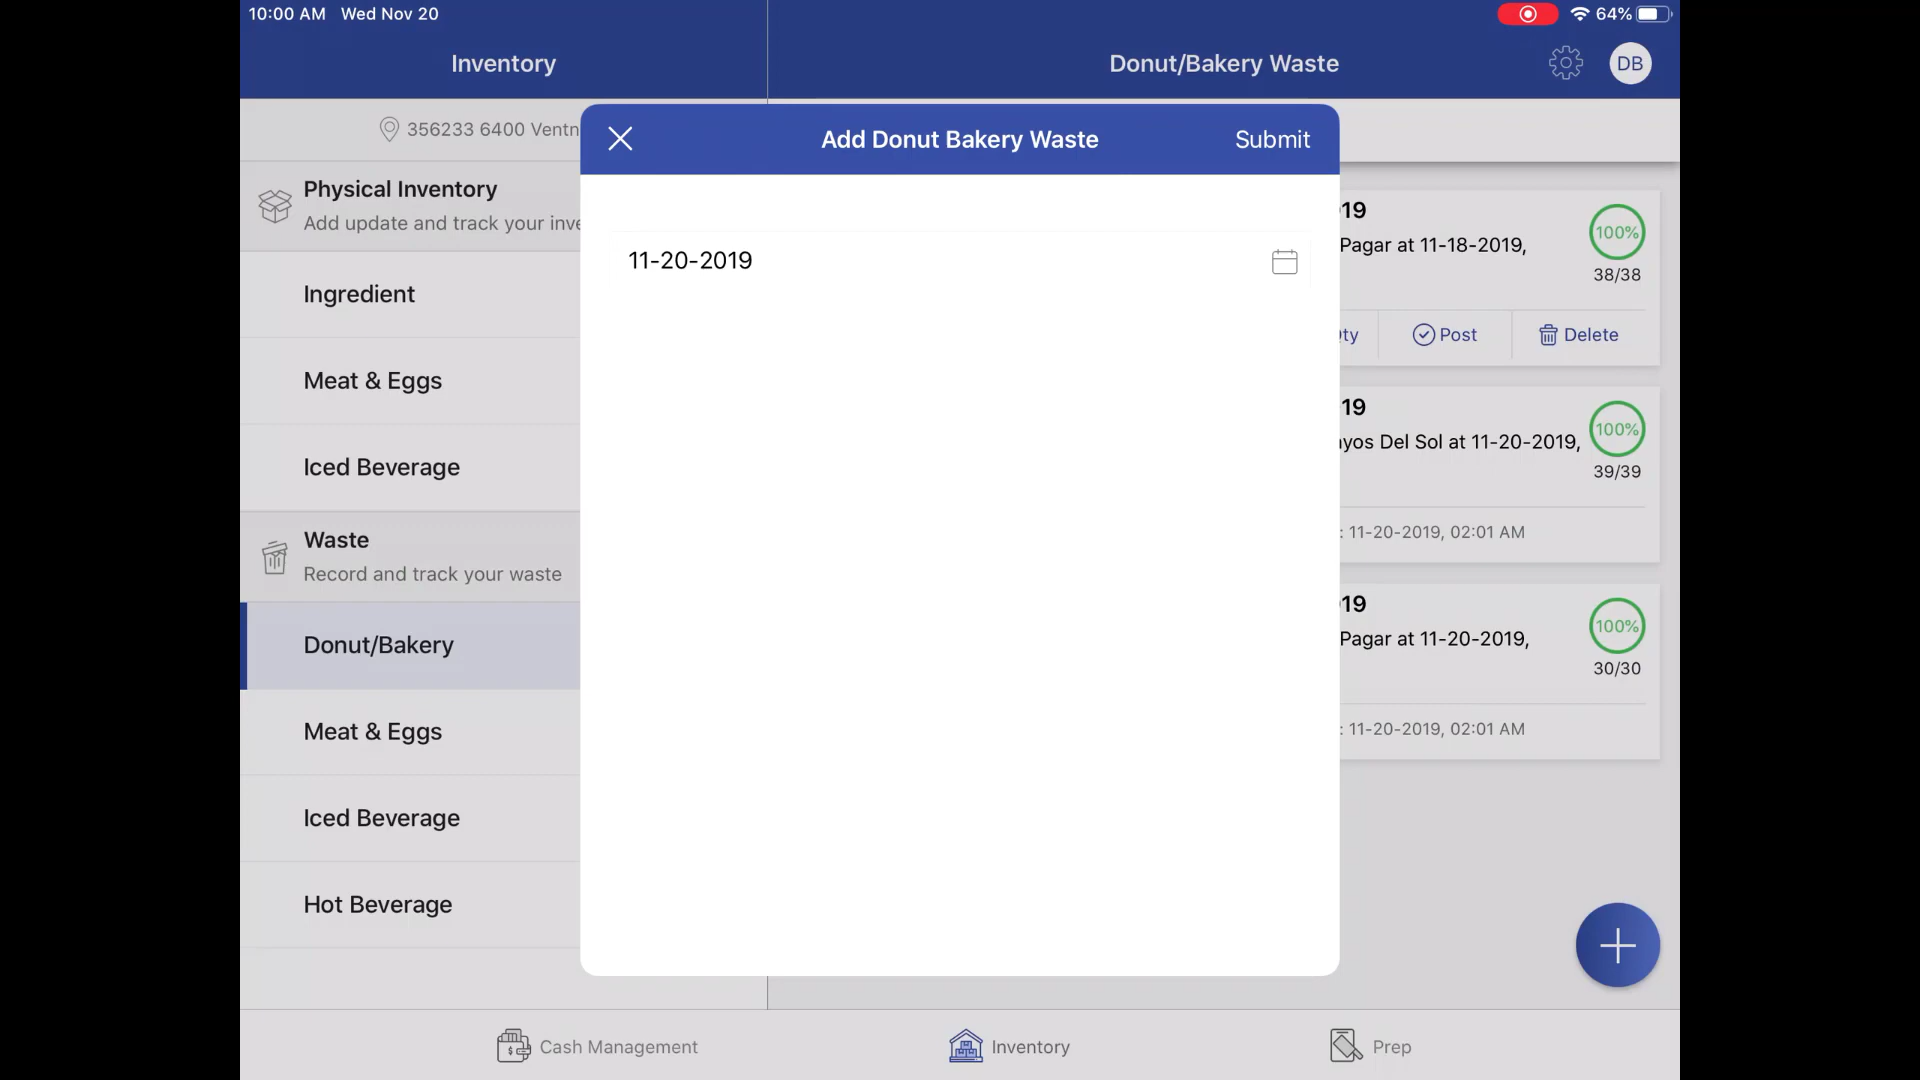 10:00 AM Wed Nov 20
64%
Inventory
Donut/Bakery Waste
DB
356233 6400
Add Donut Bakery Waste
Submit
11-20-2019
Physical Inventory
Add update and track your
Ingredient
Meat & Eggs
Iced Beverage
Waste
Record and track your waste
Donut/Bakery
Meat & Eggs
Iced Beverage
Hot Beverage
19
Pagar at 11-18-2019,
100%
38/38
Post
Delete
19
Del Sol at 11-20-2019,
100%
39/39
: 11-20-2019, 02:01 AM
19
Pagar at 11-20-2019,
100%
30/30
: 11-20-2019, 02:01 AM
Cash Management
Inventory
Prep